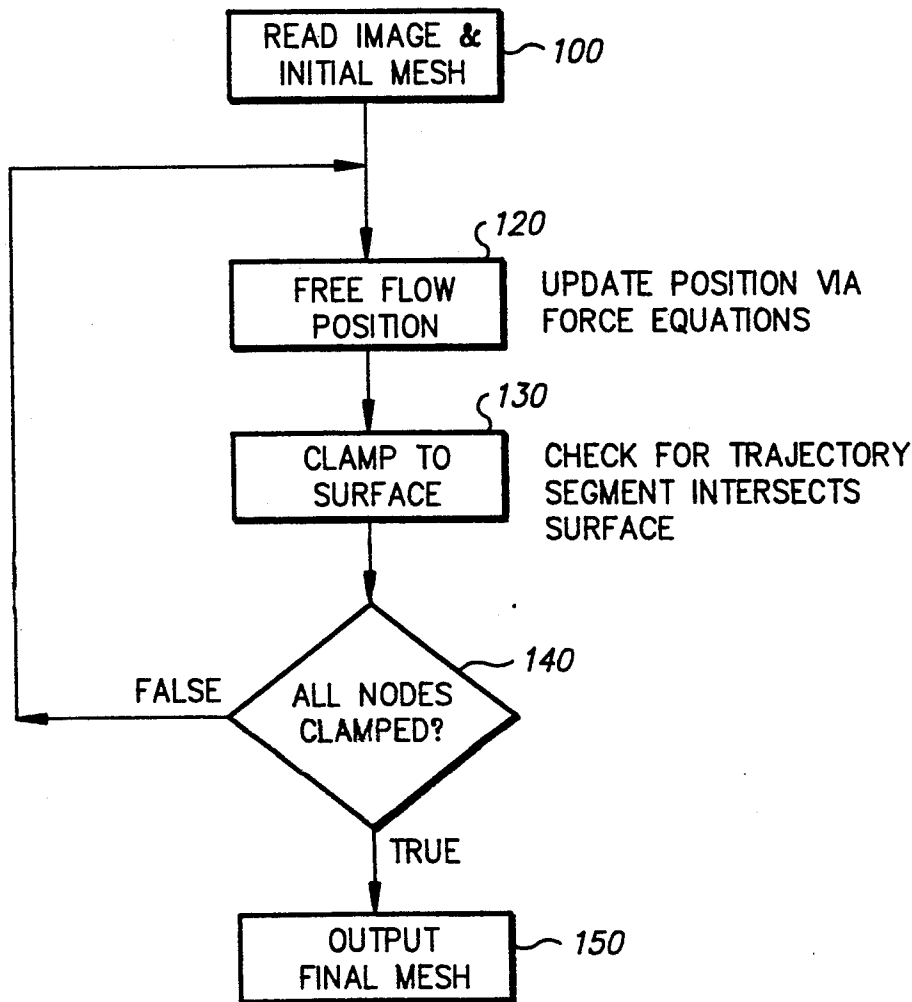 READ IMAGE &
INITIAL MESH
100
120
FREE FLOW
POSITION
UPDATE POSITION VIA
FORCE EQUATIONS
130
CLAMP TO
SURFACE
CHECK FOR TRAJECTORY
SEGMENT INTERSECTS
SURFACE
140
ALL NODES
CLAMPED?
FALSE
TRUE
OUTPUT
FINAL MESH
150